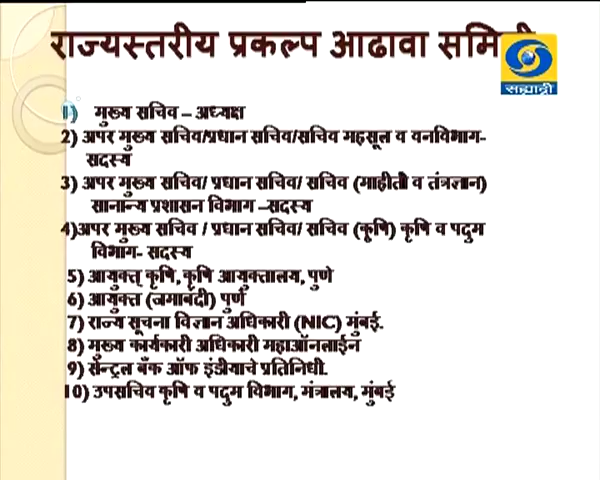 राज्यस्तरीय प्रकल्प आढावा समिती
सह्याद्री
1) मुख्य सचिव – अध्यक्ष
2) अपर मुख्य सचिव/प्रधान सचिव/सचिव महसूल व वनविभाग-
सदस्य
3) अपर मुख्य सचिव/ प्रधान सचिव/ सचिव (माहीती व तंत्रज्ञान)
सानान्य प्रशासन विभाग –सदस्य
4)अपर मुख्य सचिव / प्रधान सचिव/ सचिव (कृषि) कृषि व पदुम
विभाग- सदस्य
5) आयुक्त् कृषि, कृषि आयुक्तालय, पुणे
6) आयुक्त (जमाबंदी) पुणे
7) राज्य सूचना विज्ञान अधिकारी (NIC) मुंबई.
8) मुख्य कार्यकारी अधिकारी महाऑनलाईन
9) सेन्ट्रल बँक ऑफ इंडीयाचे प्रतिनिधी.
10) उपसचिव कृषि व पदुम विभाग, मंत्रालय, मुंबई